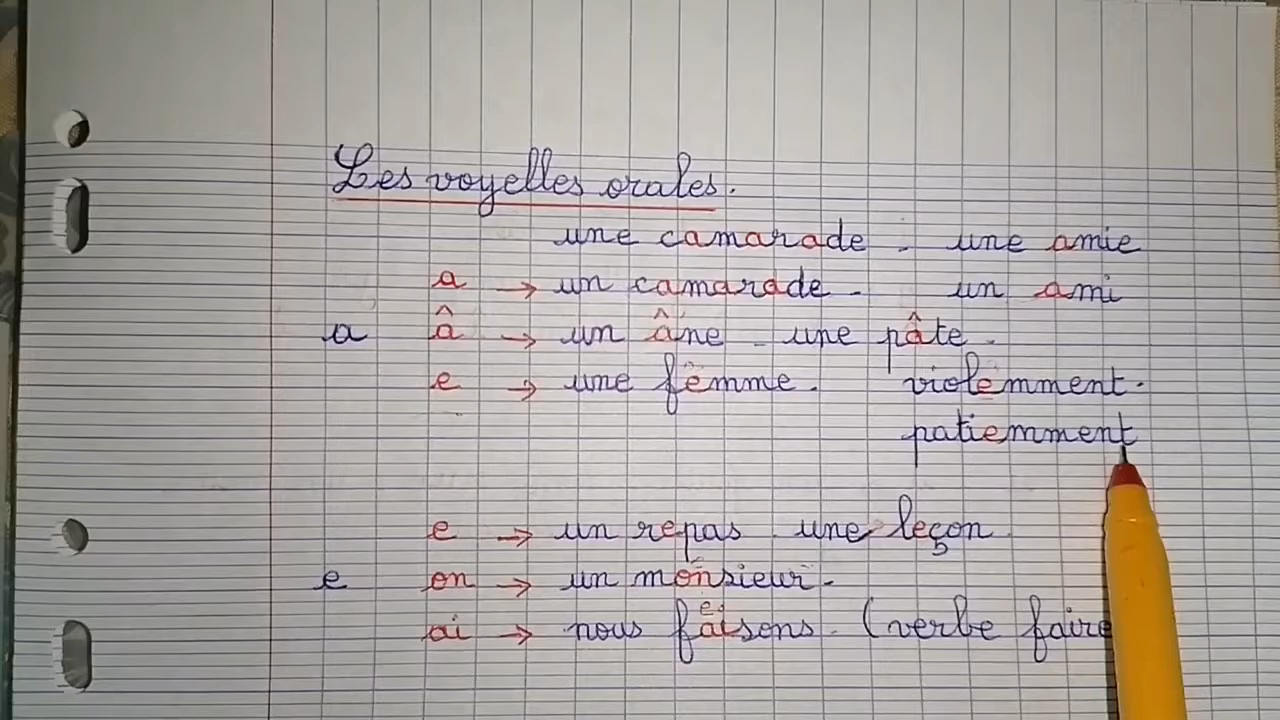 Les voyelles orales.
une camarade - une amie
a → un camarade - un ami
a â → un âne - une pâte.
e → une femme. violemment.
patiemment
e → un repas une leçon
e on → un monsieur.
e
ai → nous faisons. (verbe faire